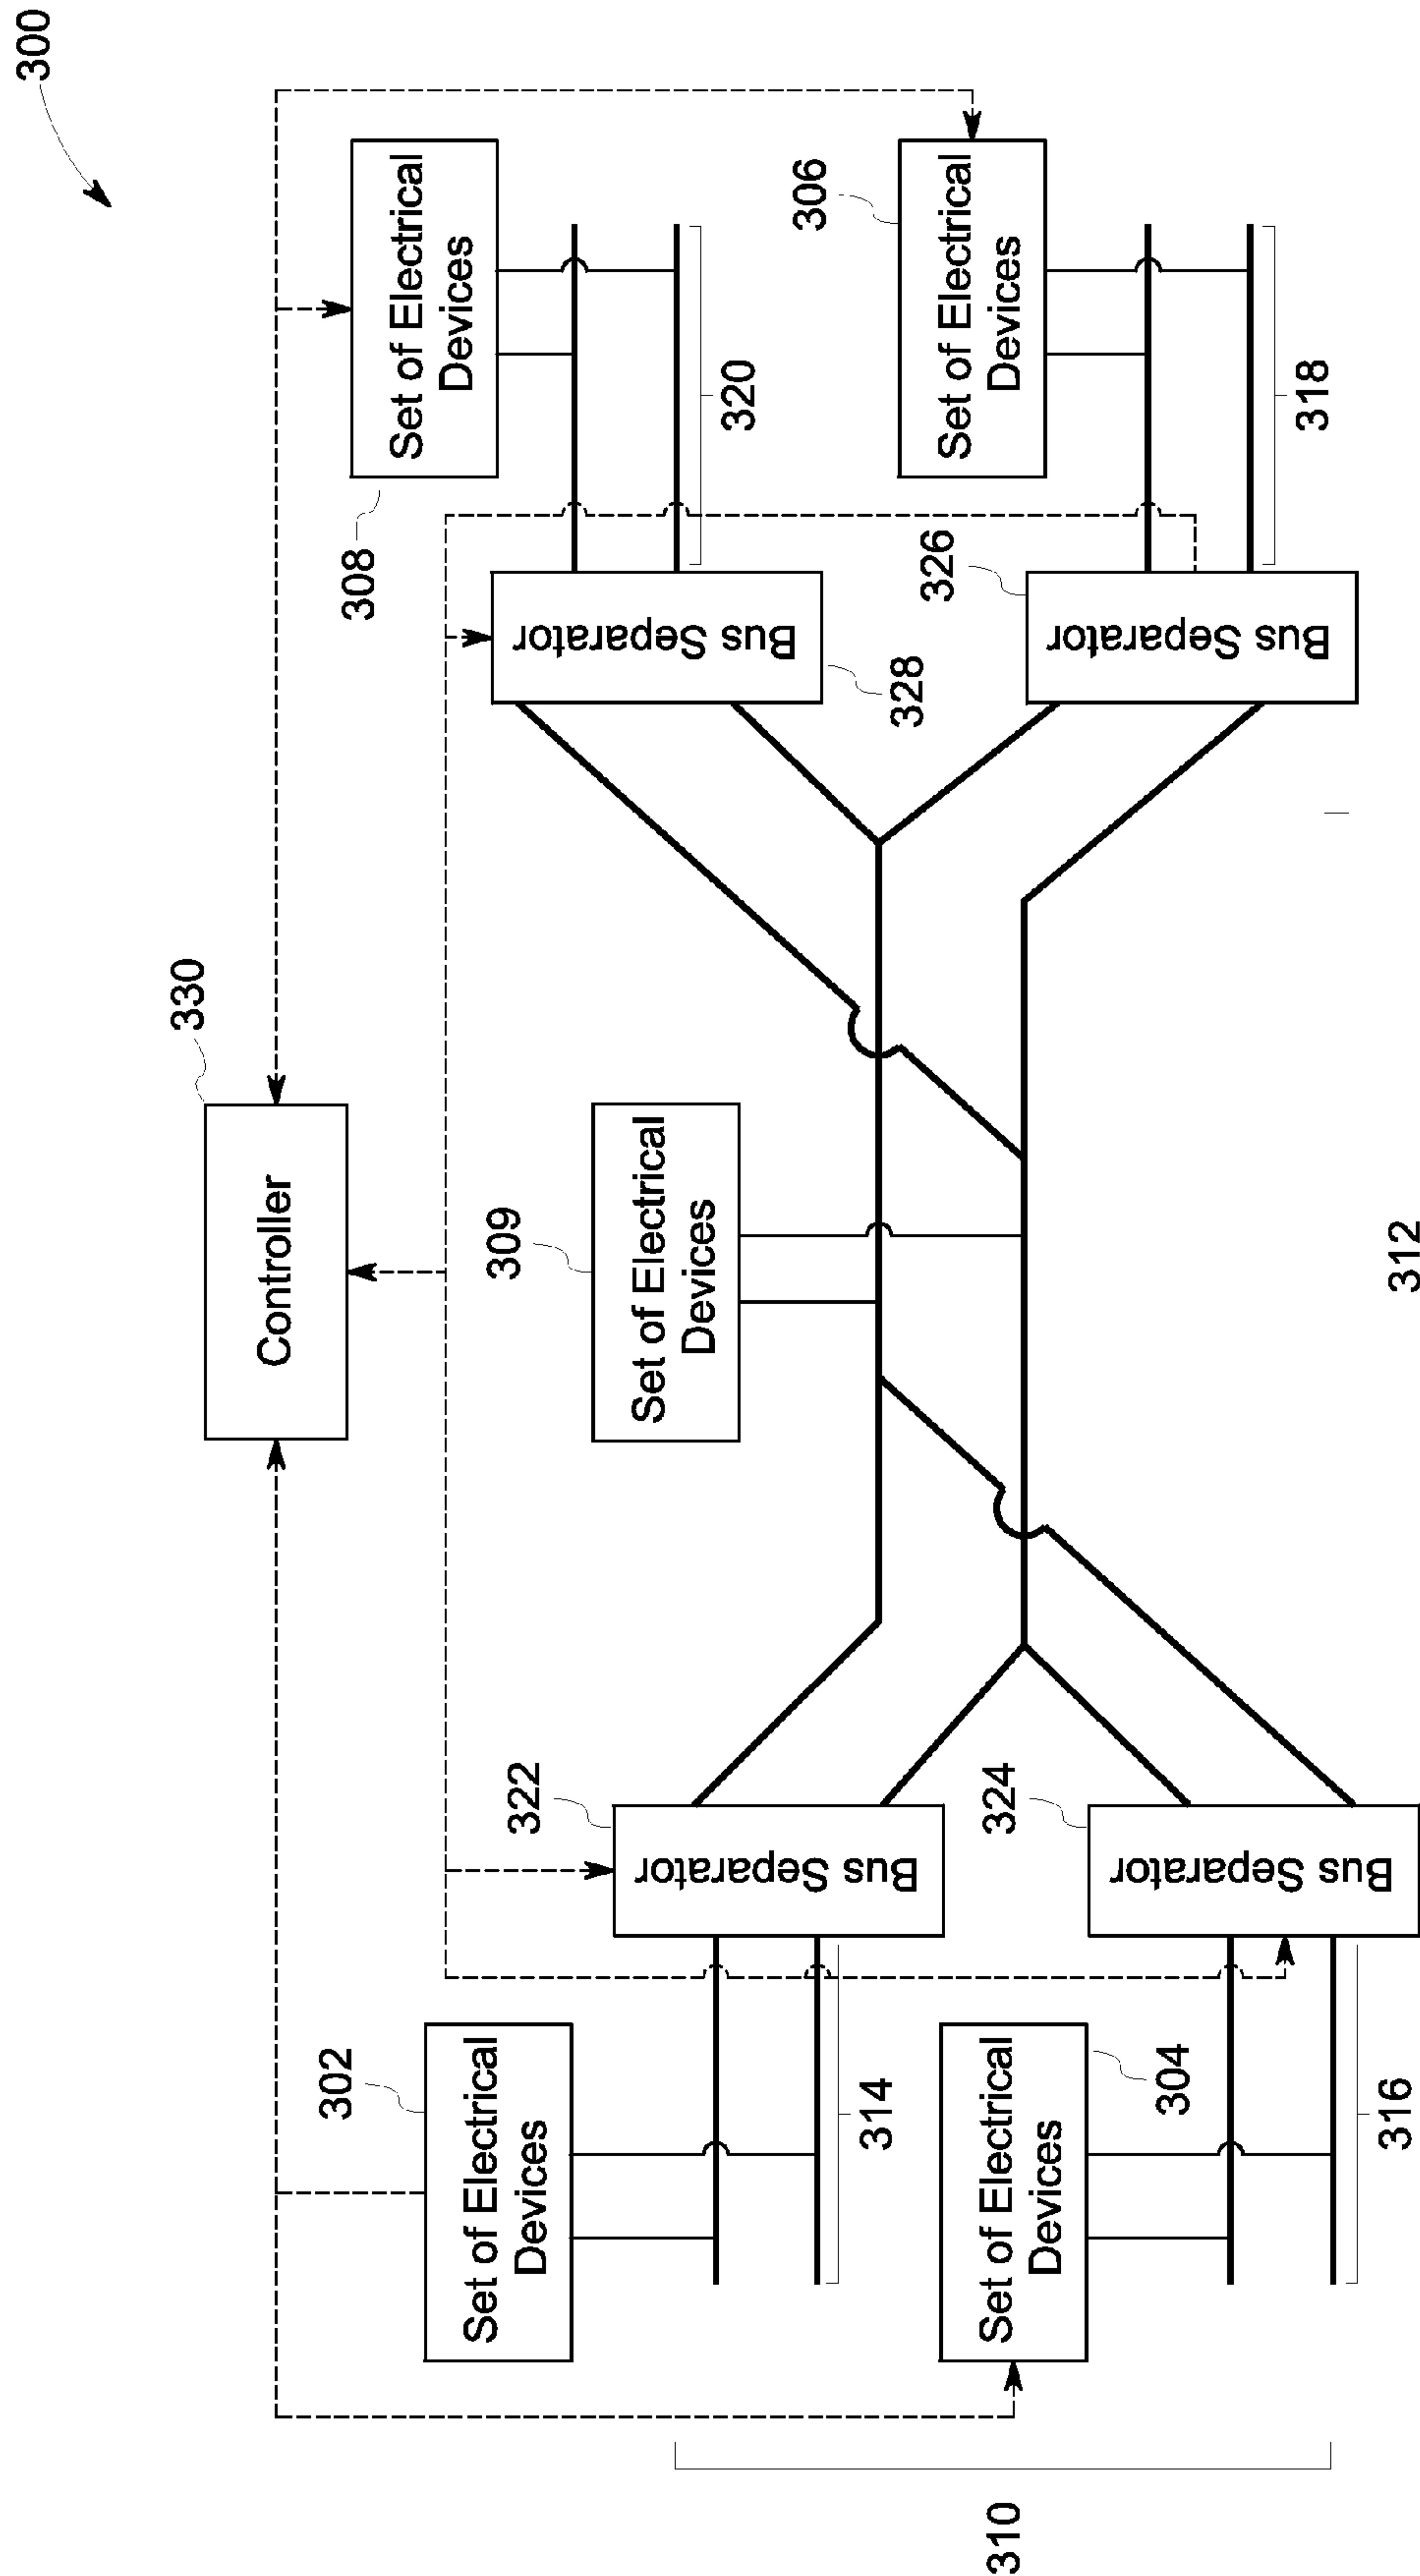 300
330
Controller
302
Set of Electrical
Devices
308
Set of Electrical
Devices
309
Set of Electrical
Devices
322
Bus Separator
Bus Separator
328
314
320
304
Set of Electrical
Devices
306
Set of Electrical
Devices
324
Bus Separator
326
Bus Separator
316
318
310
312